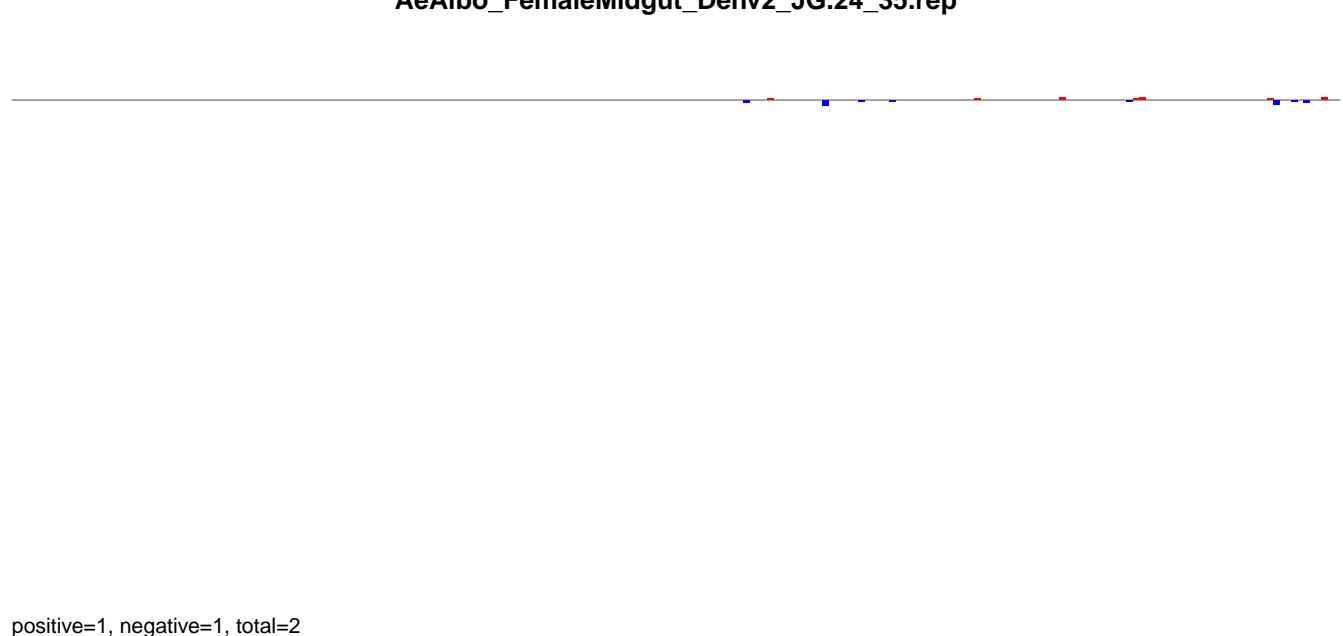 AeAlbo_FemaleMidgut_Denv2_JG.24_35.rep
positive=1, negative=1, total=2